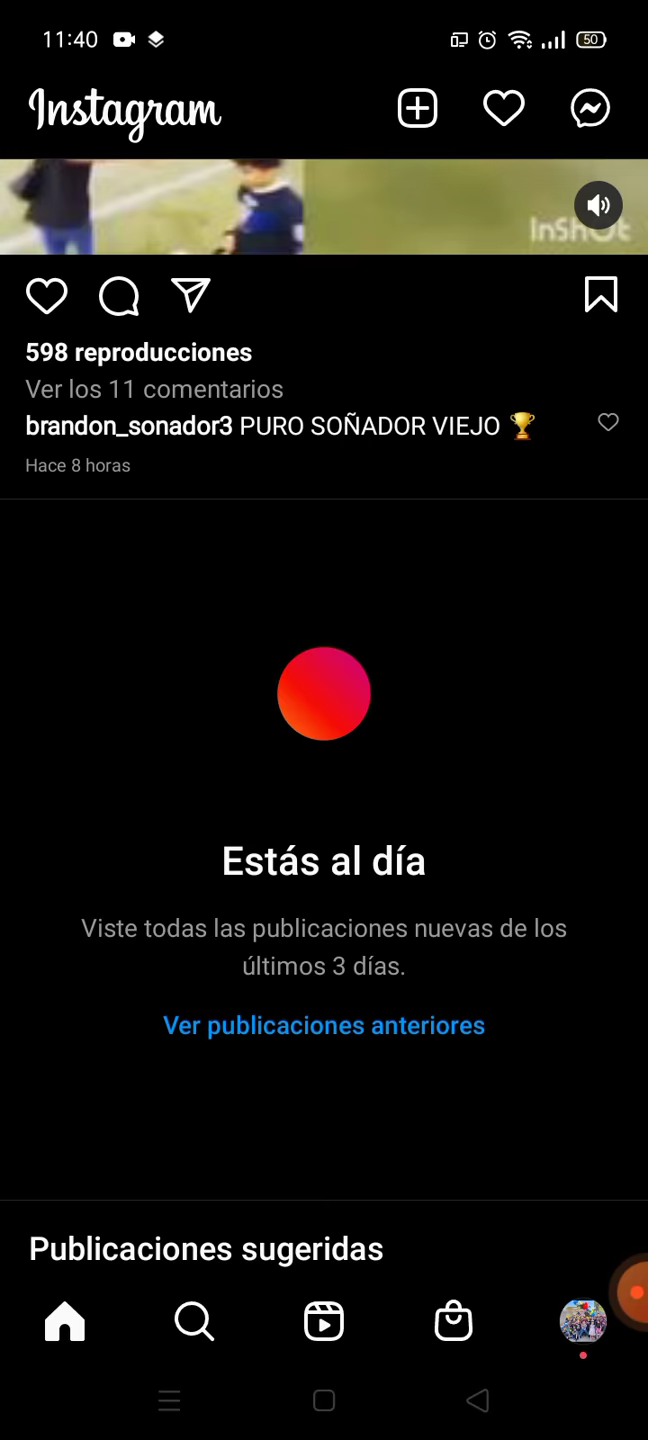 11:40
50
Instagram
InShOt
598 reproducciones
Ver los 11 comentarios
brandon_sonador3 PURO SOÑADOR VIEJO 🏆
Hace 8 horas
Estás al día
Viste todas las publicaciones nuevas de los
últimos 3 días.
Ver publicaciones anteriores
Publicaciones sugeridas